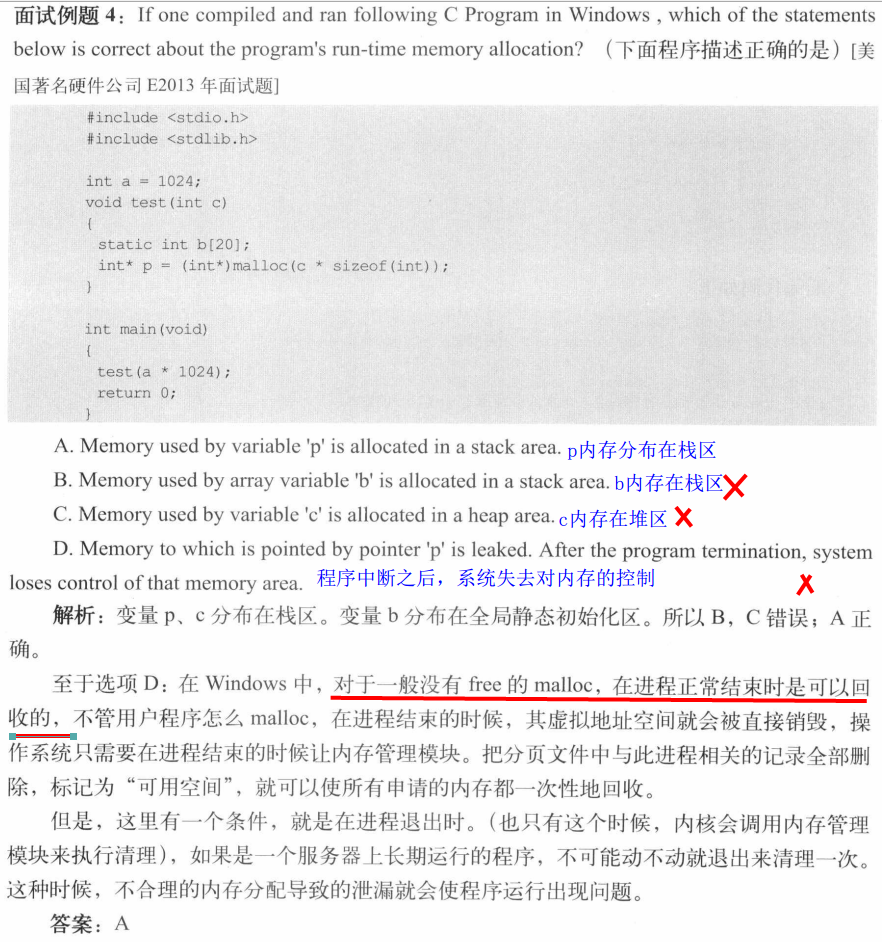 面试例题 4：If one compiled and ran following C Program in Windows , which of the statements
below is correct about the program's run-time memory allocation? （下面程序描述正确的是）[美
国著名硬件公司 E2013 年面试题]
#include <stdio.h>
#include <stdlib.h>
int a = 1024;
void test(int c)
{
static int b[20];
int* p = (int*)malloc(c * sizeof(int));
}
int main(void)
{
test(a * 1024);
return 0;
}
A. Memory used by variable 'p' is allocated in a stack area. p内存分布在栈区
B. Memory used by array variable 'b' is allocated in a stack area. b内存在栈区
C. Memory used by variable 'c' is allocated in a heap area. c内存在堆区
D. Memory to which is pointed by pointer 'p' is leaked. After the program termination, system
loses control of that memory area. 程序中断之后，系统失去对内存的控制
解析：变量 p、c 分布在栈区。变量 b 分布在全局静态初始化区。所以 B，C 错误；A 正
确。
至于选项 D：在 Windows 中，对于一般没有 free 的 malloc，在进程正常结束时是可以回
收的，不管用户程序怎么 malloc，在进程结束的时候，其虚拟地址空间就会被直接销毁，操
作系统只需要在进程结束的时候让内存管理模块。把分页文件中与此进程相关的记录全部删
除，标记为“可用空间”，就可以使所有申请的内存都一次性地回收。
但是，这里有一个条件，就是在进程退出时。（也只有这个时候，内核会调用内存管理
模块来执行清理），如果是一个服务器上长期运行的程序，不可能动不动就退出来清理一次。
这种时候，不合理的内存分配导致的泄漏就会使程序运行出现问题。
答案：A